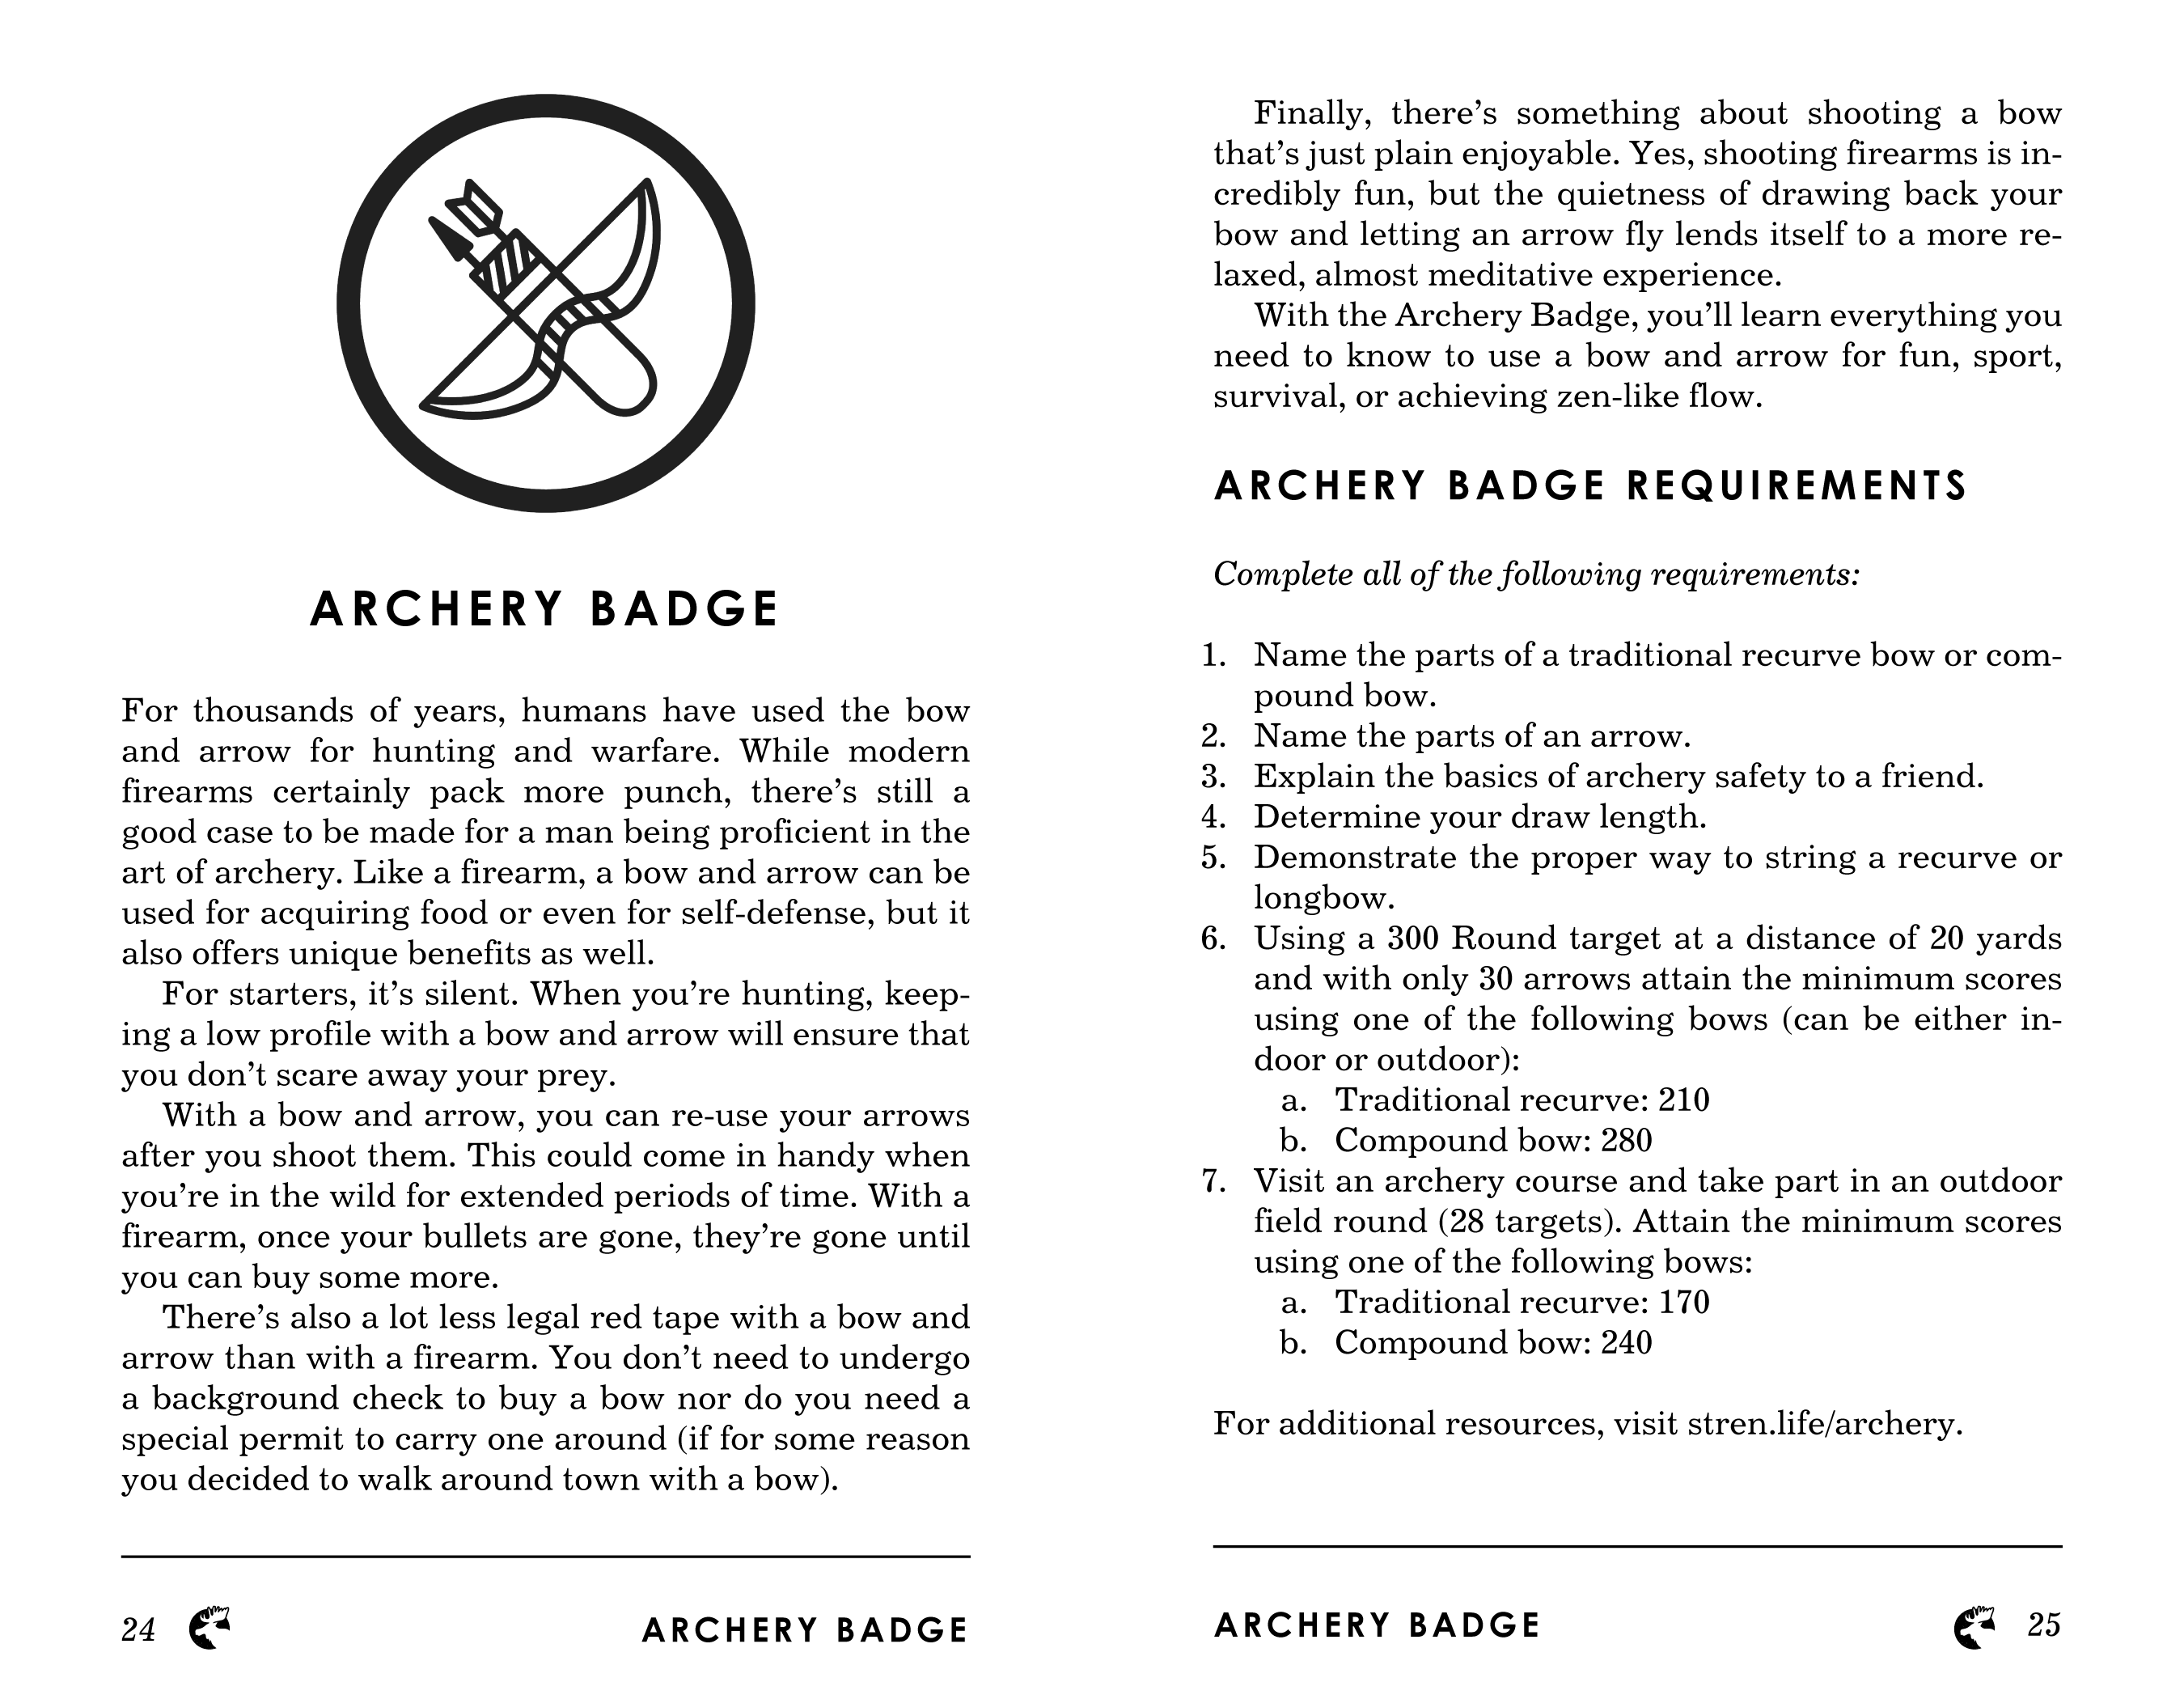 ARCHERY BADGE
For thousands of years, humans have used the bow
and arrow for hunting and warfare. While modern
firearms certainly pack more punch, there’s still a
good case to be made for a man being proficient in the
art of archery. Like a firearm, a bow and arrow can be
used for acquiring food or even for self-defense, but it
also offers unique benefits as well.
For starters, it’s silent. When you’re hunting, keep-
ing a low profile with a bow and arrow will ensure that
you don’t scare away your prey.
With a bow and arrow, you can re-use your arrows
after you shoot them. This could come in handy when
you’re in the wild for extended periods of time. With a
firearm, once your bullets are gone, they’re gone until
you can buy some more.
There’s also a lot less legal red tape with a bow and
arrow than with a firearm. You don’t need to undergo
a background check to buy a bow nor do you need a
special permit to carry one around (if for some reason
you decided to walk around town with a bow).
24 ARCHERY BADGE
Finally, there’s something about shooting a bow
that’s just plain enjoyable. Yes, shooting firearms is in-
credibly fun, but the quietness of drawing back your
bow and letting an arrow fly lends itself to a more re-
laxed, almost meditative experience.
With the Archery Badge, you’ll learn everything you
need to know to use a bow and arrow for fun, sport,
survival, or achieving zen-like flow.
ARCHERY BADGE REQUIREMENTS
Complete all of the following requirements:
1. Name the parts of a traditional recurve bow or com-
pound bow.
2. Name the parts of an arrow.
3. Explain the basics of archery safety to a friend.
4. Determine your draw length.
5. Demonstrate the proper way to string a recurve or
longbow.
6. Using a 300 Round target at a distance of 20 yards
and with only 30 arrows attain the minimum scores
using one of the following bows (can be either in-
door or outdoor):
a. Traditional recurve: 210
b. Compound bow: 280
7. Visit an archery course and take part in an outdoor
field round (28 targets). Attain the minimum scores
using one of the following bows:
a. Traditional recurve: 170
b. Compound bow: 240
For additional resources, visit stren.life/archery.
ARCHERY BADGE 25